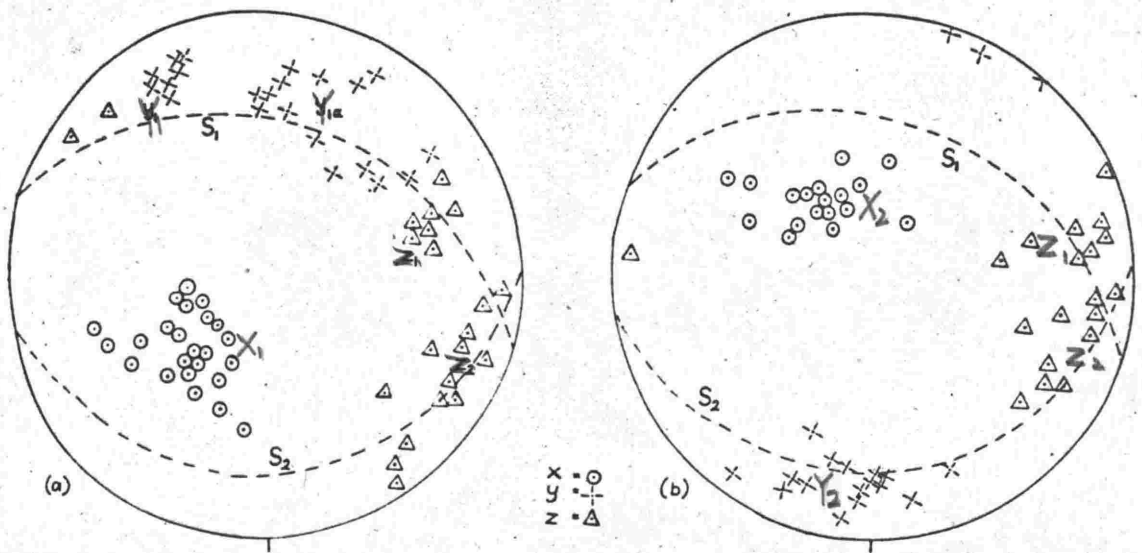 Y₁
S₁
Y₁ₐ
Z₁
X₁
Z₂
S₂
(a)
x = ⊙
y = -¦-
z = △
S₁
X₂
Z₁
Z₂
S₂
Y₂
(b)